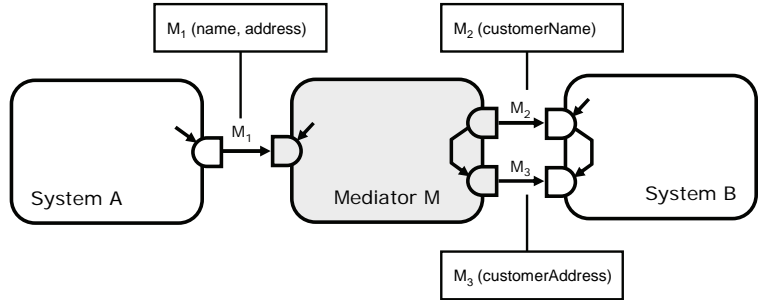 M₁ (name, address)
M₂ (customerName)
M₁
M₂
M₃
System A
Mediator M
System B
M₃ (customerAddress)